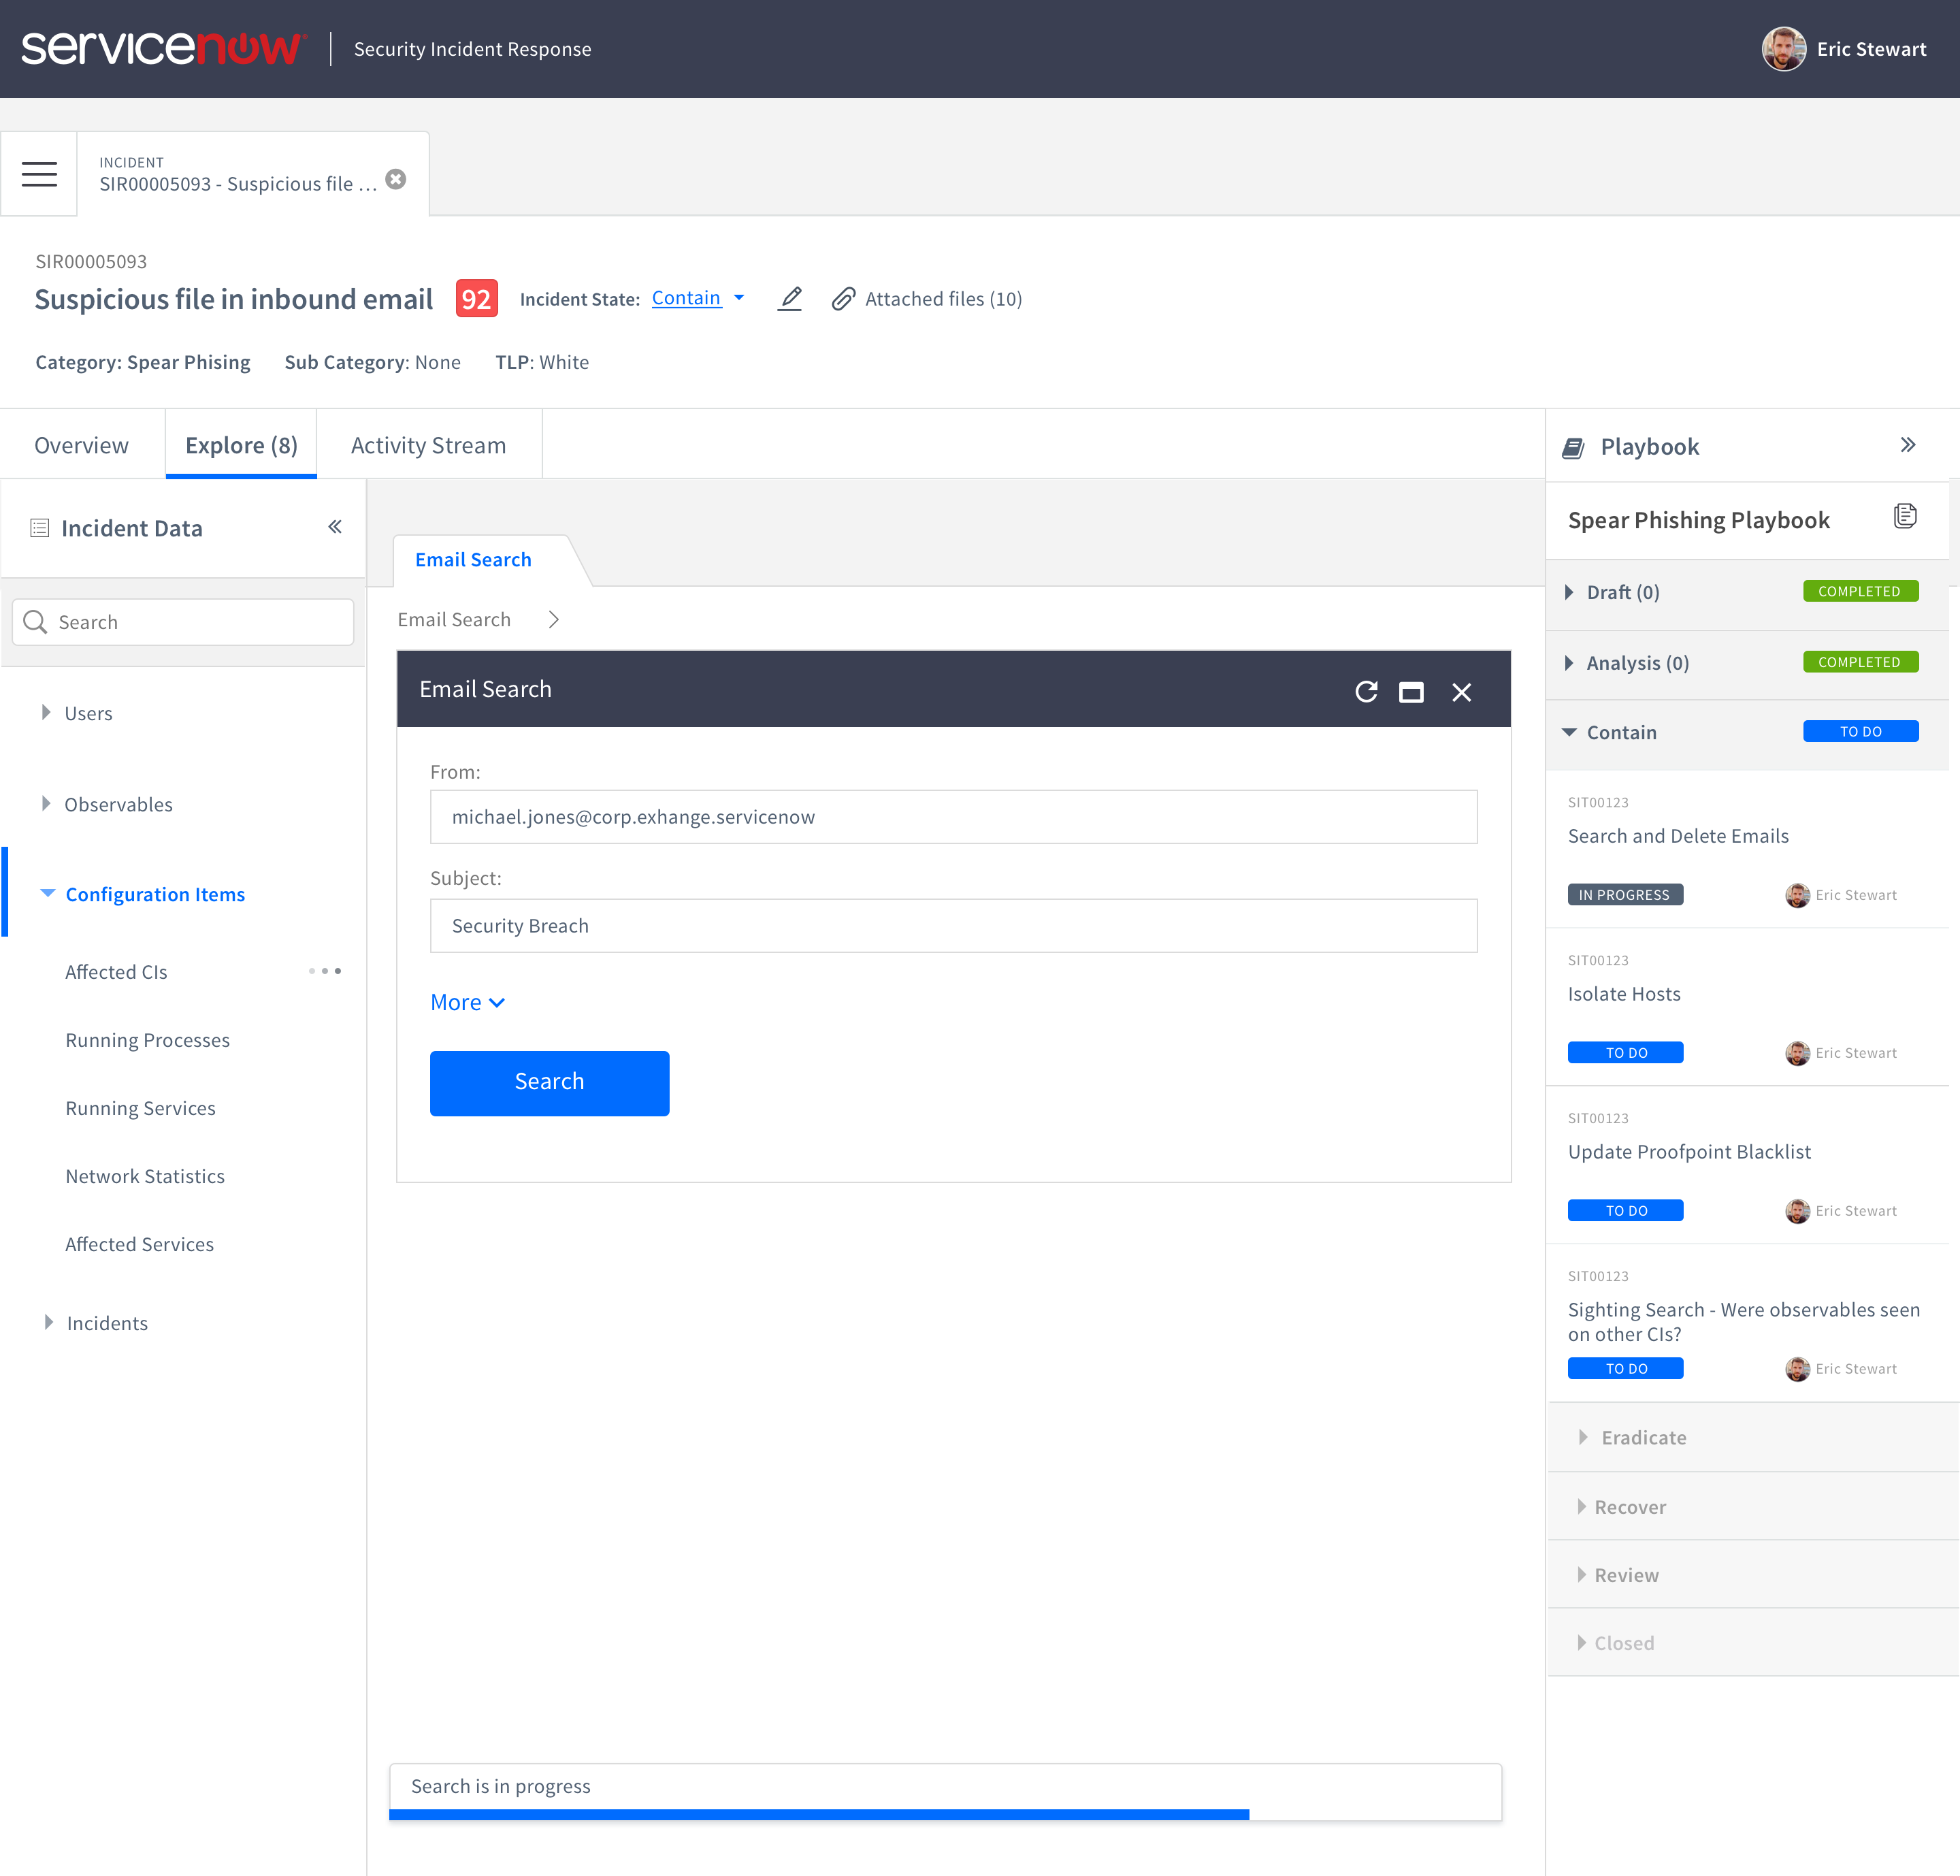 servicenow
Security Incident Response
Eric Stewart
INCIDENT
SIR00005093 - Suspicious file ...
SIR00005093
Suspicious file in inbound email
92
Incident State: Contain
Attached files (10)
Category: Spear Phising
Sub Category: None
TLP: White
Overview
Explore (8)
Activity Stream
Incident Data
Search
Users
Observables
Configuration Items
Affected CIs
Running Processes
Running Services
Network Statistics
Affected Services
Incidents
Email Search
Email Search
Email Search
From:
michael.jones@corp.exhange.servicenow
Subject:
Security Breach
More
Search
Search is in progress
Playbook
Spear Phishing Playbook
Draft (0)
COMPLETED
Analysis (0)
COMPLETED
Contain
TO DO
SIT00123
Search and Delete Emails
IN PROGRESS
Eric Stewart
SIT00123
Isolate Hosts
TO DO
Eric Stewart
SIT00123
Update Proofpoint Blacklist
TO DO
Eric Stewart
SIT00123
Sighting Search - Were observables seen
on other CIs?
TO DO
Eric Stewart
Eradicate
Recover
Review
Closed